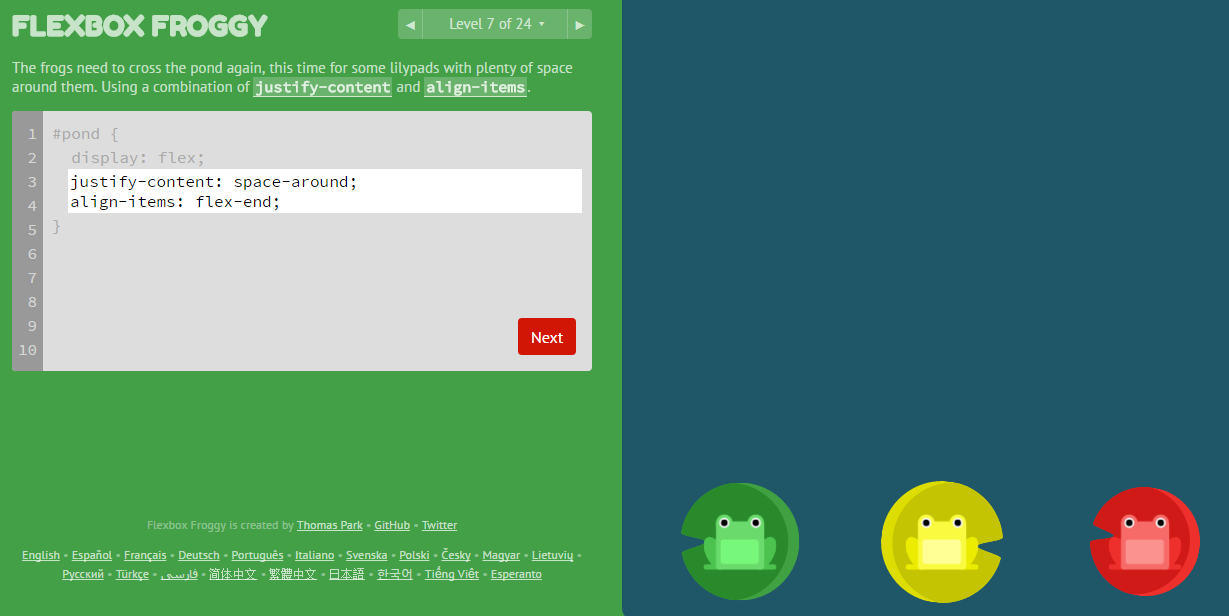 FLEXBOX FROGGY
◀ Level 7 of 24 ▾ ▶
The frogs need to cross the pond again, this time for some lilypads with plenty of space
around them. Using a combination of justify-content and align-items.
1 #pond {
2 display: flex;
3 justify-content: space-around;
4 align-items: flex-end;
5 }
6
7
8
9
10
Next
Flexbox Froggy is created by Thomas Park • GitHub • Twitter
English • Español • Français • Deutsch • Português • Italiano • Svenska • Polski • Česky • Magyar • Lietuvių •
Русский • Türkçe • فارسی • 简体中文 • 繁體中文 • 日本語 • 한국어 • Tiếng Việt • Esperanto